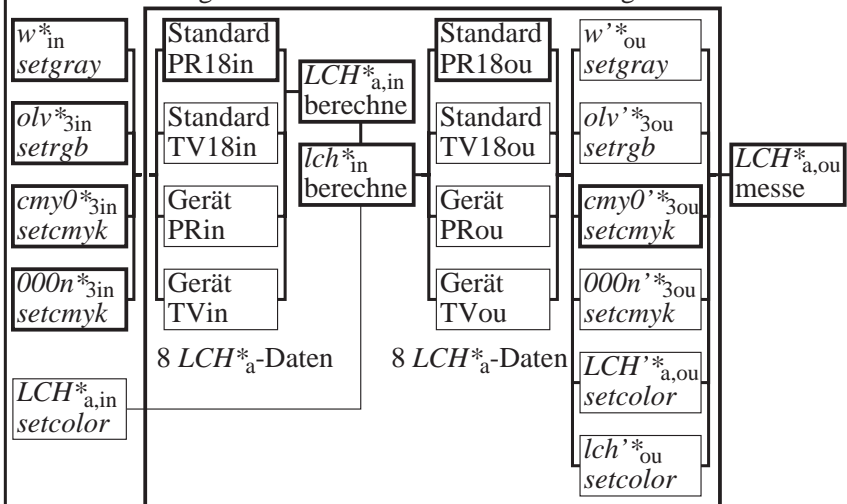 w*in
setgray
olv*3in
setrgb
cmy0*3in
setcmyk
000n*3in
setcmyk
LCH*a,in
setcolor
Standard
PR18in
Standard
TV18in
Gerät
PRin
Gerät
TVin
8 LCH*a-Daten
LCH*a,in
berechne
lch*in
berechne
Standard
PR18ou
Standard
TV18ou
Gerät
PRou
Gerät
TVou
8 LCH*a-Daten
w’*ou
setgray
olv’*3ou
setrgb
cmy0’*3ou
setcmyk
000n’*3ou
setcmyk
LCH’*a,ou
setcolor
lch’*ou
setcolor
LCH*a,ou
messe